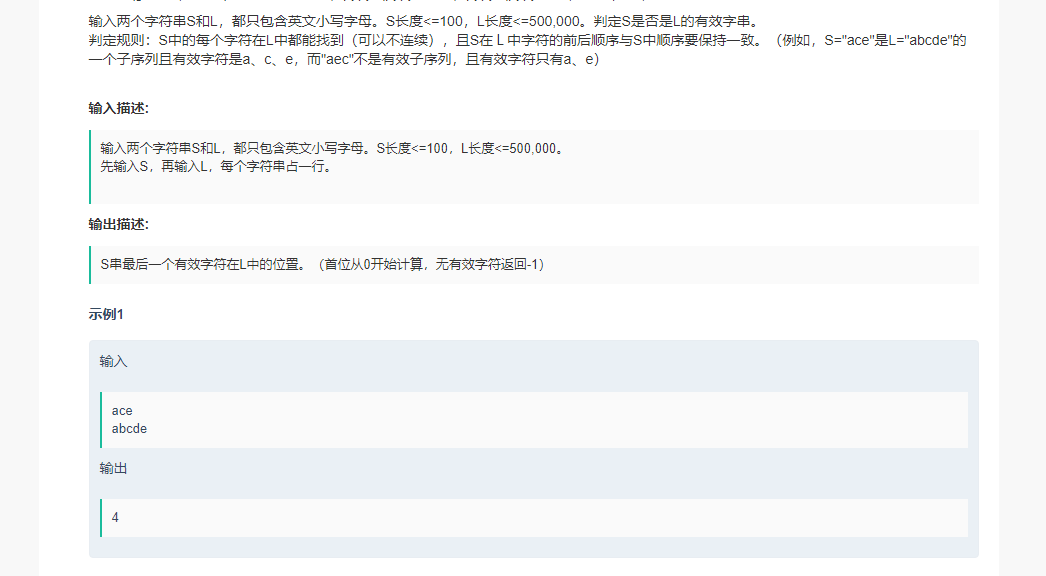 输入两个字符串S和L，都只包含英文小写字母。S长度<=100，L长度<=500,000。判定S是否是L的有效字串。
判定规则：S中的每个字符在L中都能找到（可以不连续），且S在 L 中字符的前后顺序与S中顺序要保持一致。（例如，S="ace"是L="abcde"的
一个子序列且有效字符是a、c、e，而"aec"不是有效子序列，且有效字符只有a、e）
输入描述:
输入两个字符串S和L，都只包含英文小写字母。S长度<=100，L长度<=500,000。
先输入S，再输入L，每个字符串占一行。
输出描述:
S串最后一个有效字符在L中的位置。（首位从0开始计算，无有效字符返回-1）
示例1
输入
ace
abcde
输出
4